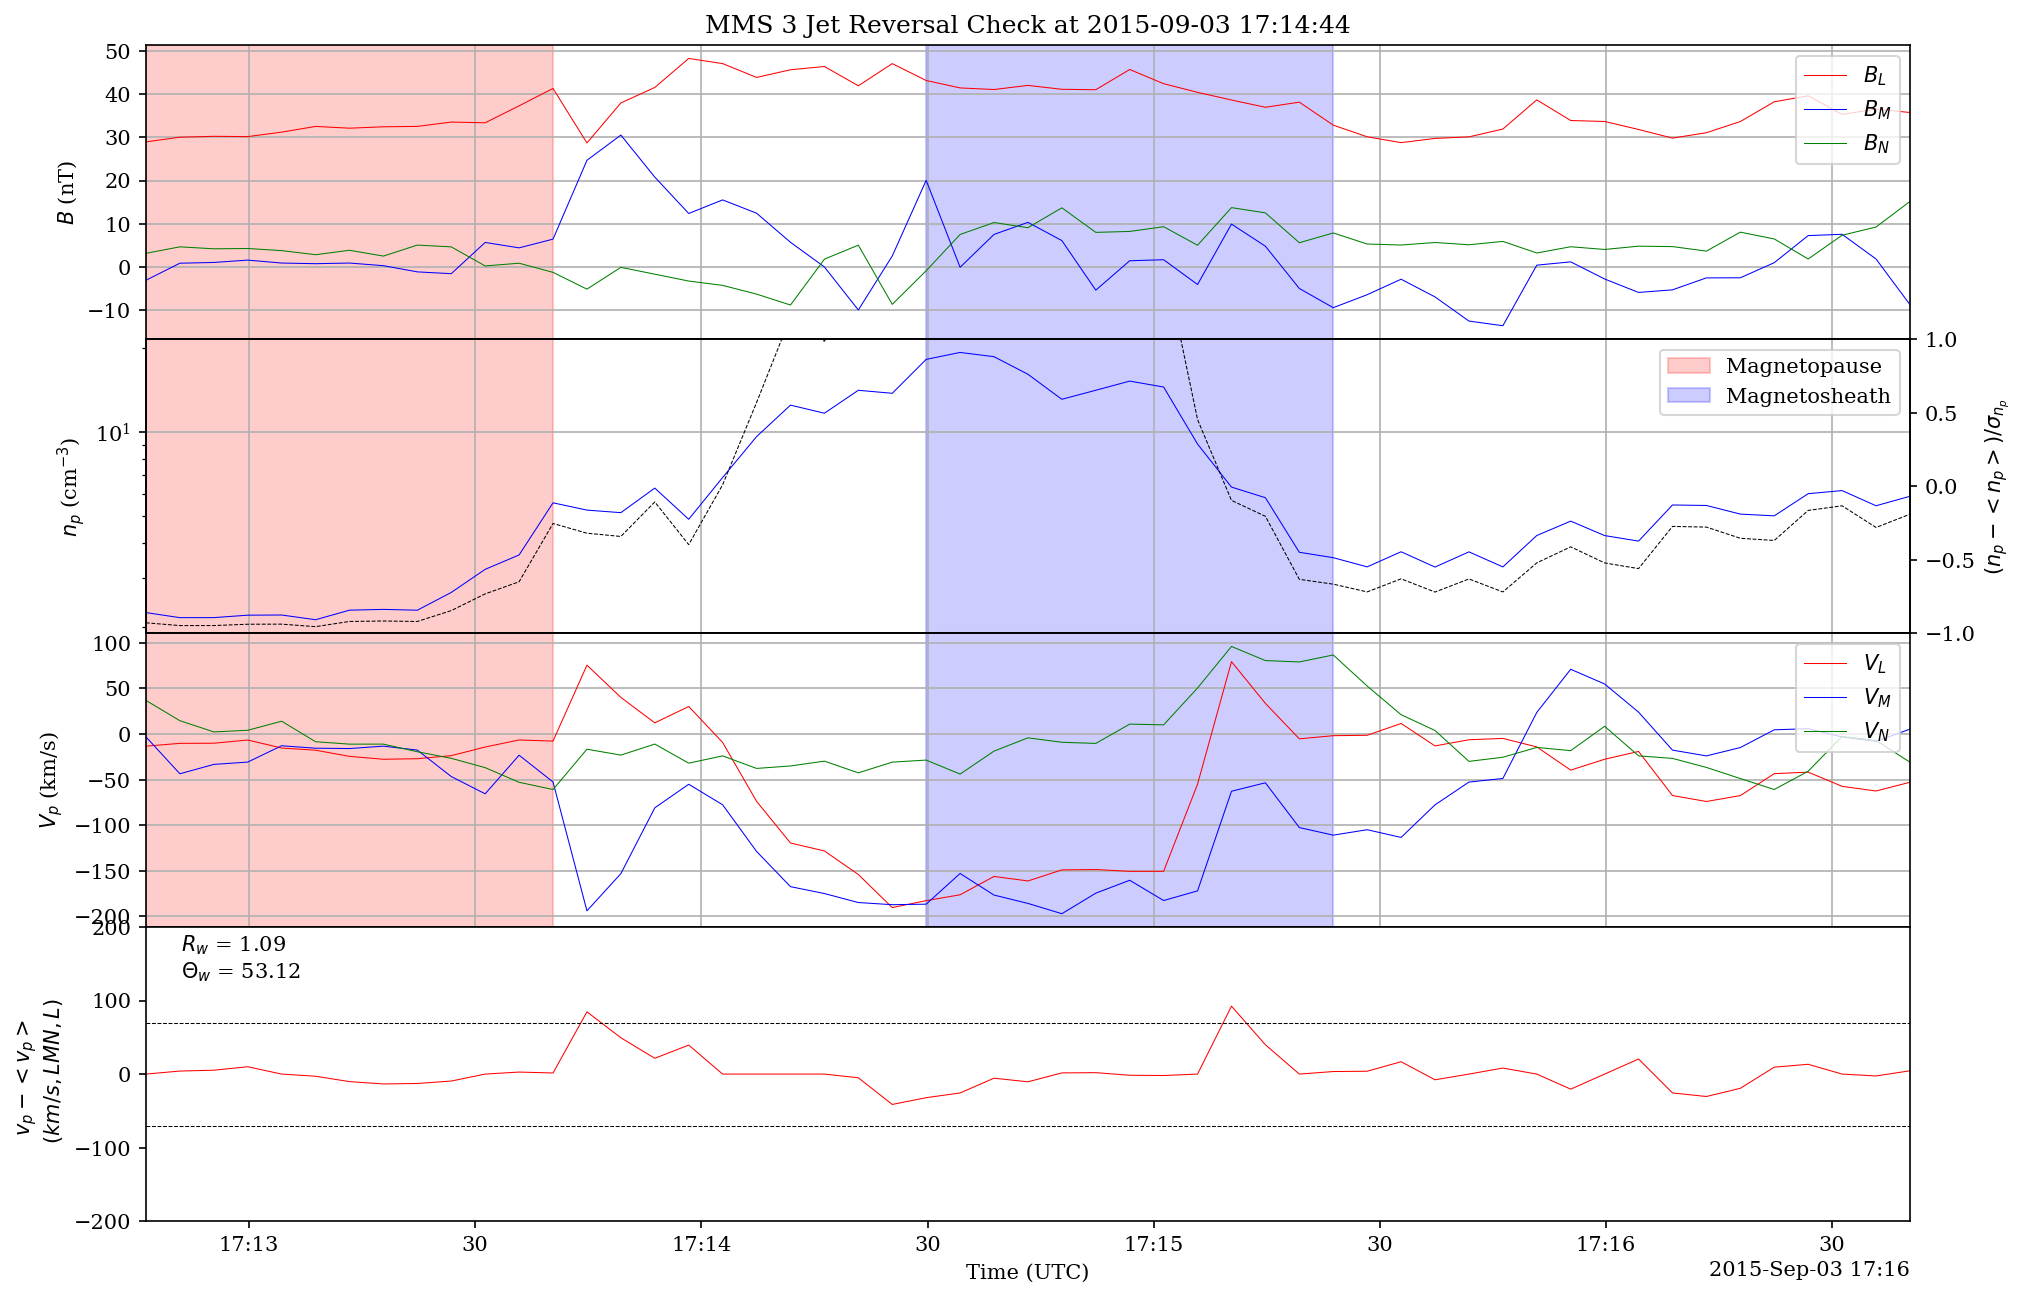 MMS 3 Jet Reversal Check at 2015-09-03 17:14:44
50
40
30
20
10
0
−10
B (nT)
B_L
B_M
B_N
10^1
n_p (cm^−3)
1.0
0.5
0.0
−0.5
−1.0
(n_p − < n_p >)/σ_{n_p}
Magnetopause
Magnetosheath
100
50
0
−50
−100
−150
−200
V_p (km/s)
V_L
V_M
V_N
200
100
0
−100
−200
v_p − < v_p >
(km/s, LMN, L)
R_w = 1.09
Θ_w = 53.12
17:13
30
17:14
30
17:15
30
17:16
30
Time (UTC)
2015-Sep-03 17:16